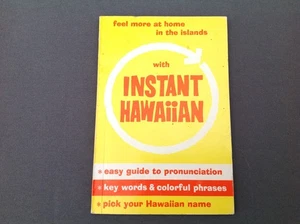 feel more at home
in the islands
with
INSTANT
HAWAiiAN
• easy guide to pronunciation
• key words & colorful phrases
• pick your Hawaiian name